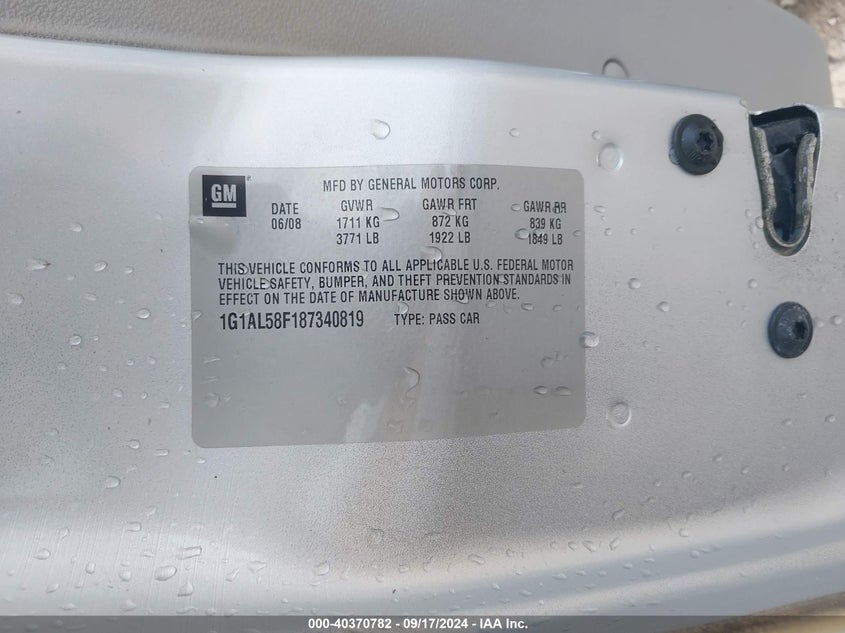 GM
MFD BY GENERAL MOTORS CORP.
DATE GVWR GAWR FRT GAWR RR
06/08 1711 KG 872 KG 839 KG
3771 LB 1922 LB 1849 LB
THIS VEHICLE CONFORMS TO ALL APPLICABLE U.S. FEDERAL MOTOR
VEHICLE SAFETY, BUMPER, AND THEFT PREVENTION STANDARDS IN
EFFECT ON THE DATE OF MANUFACTURE SHOWN ABOVE.
1G1AL58F187340819 TYPE: PASS CAR
000-40370782 - 09/17/2024 - IAA, Inc.